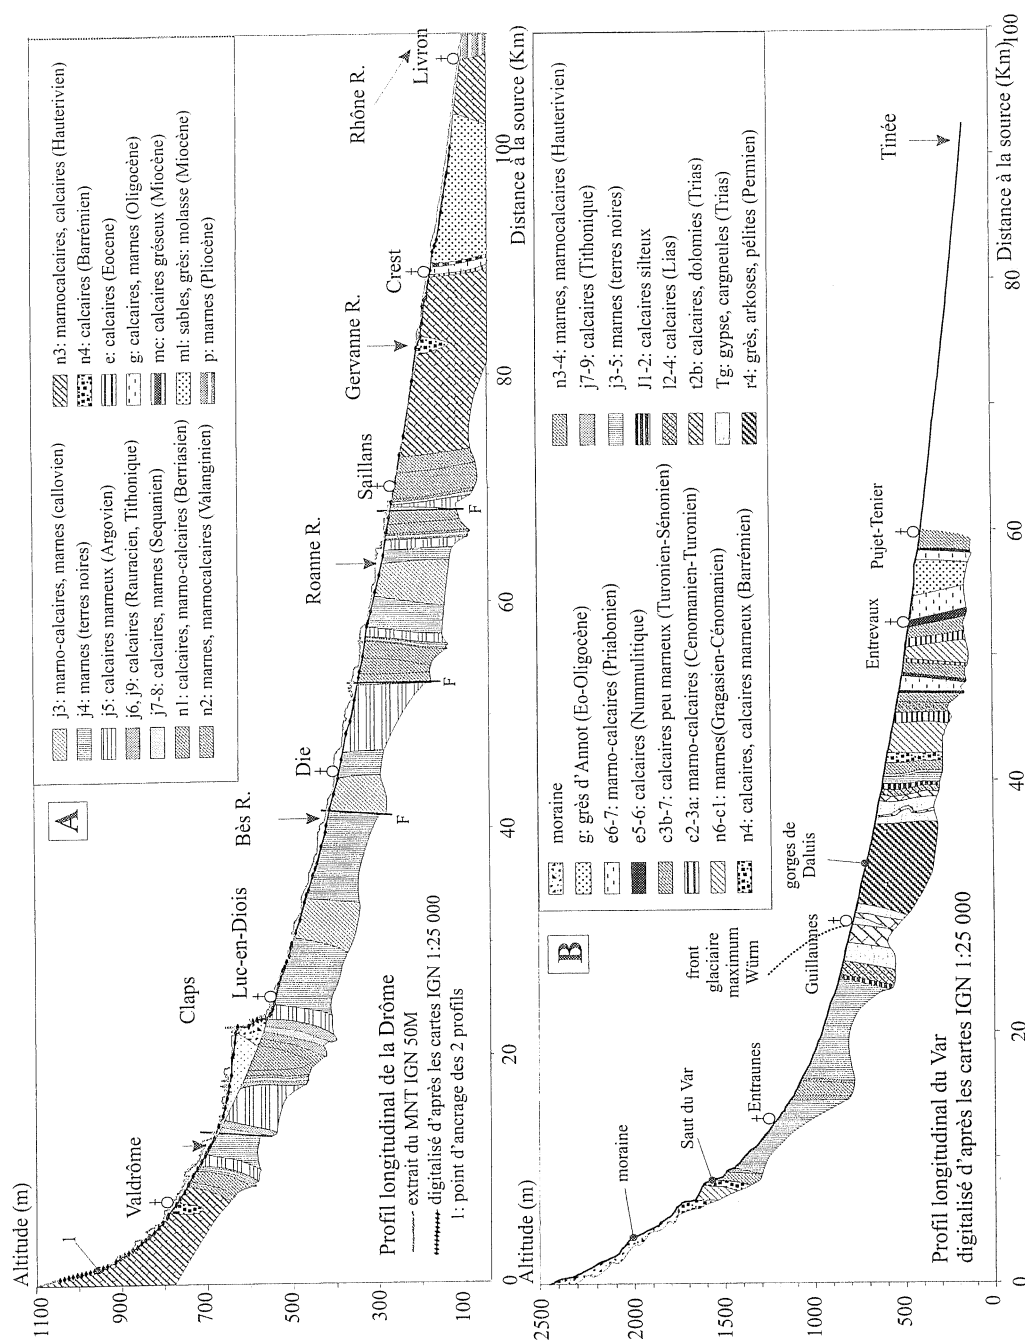 A
Altitude (m)
1100
900
700
500
300
100
j3: marno-calcaires, marnes (callovien)
j4: marnes (terres noires)
j5: calcaires marneux (Argovien)
j6, j9: calcaires (Rauracien, Tithonique)
j7-8: calcaires, marnes (Sequanien)
n1: calcaires, marno-calcaires (Berriasien)
n2: marnes, marnocalcaires (Valanginien)
n3: marnocalcaires, calcaires (Hauterivien)
n4: calcaires (Barrémien)
e: calcaires (Eocene)
g: calcaires, marnes (Oligocène)
mc: calcaires gréseux (Miocène)
ml: sables, grès: molasse (Miocène)
p: marnes (Pliocène)
1
Valdrôme
Claps
Luc-en-Diois
Bès R.
Die
Roanne R.
Saillans
Gervanne R.
Crest
Rhône R.
Livron
F
F
F
Profil longitudinal de la Drôme
extrait du MNT IGN 50M
digitalisé d'après les cartes IGN 1:25 000
1: point d'ancrage des 2 profils
0
20
40
60
80
100
Distance à la source (Km)
B
Altitude (m)
2500
2000
1500
1000
500
0
moraine
g: grès d'Annot (Eo-Oligocène)
e6-7: marno-calcaires (Priabonien)
e5-6: calcaires (Nummulitique)
c3b-7: calcaires peu marneux (Turonien-Sénonien)
c2-3a: marno-calcaires (Cenomanien-Turonien)
n6-c1: marnes(Gragasien-Cénomanien)
n4: calcaires, calcaires marneux (Barrémien)
n3-4: marnes, marnocalcaires (Hauterivien)
j7-9: calcaires (Tithonique)
j3-5: marnes (terres noires)
J1-2: calcaires silteux
l2-4: calcaires (Lias)
t2b: calcaires, dolomies (Trias)
Tg: gypse, cargneules (Trias)
r4: grès, arkoses, pélites (Permien)
moraine
Saut du Var
Entraunes
front
glaciaire
maximum
Würm
Guillaumes
gorges de
Daluis
Entrevaux
Pujet-Tenier
Tinée
Profil longitudinal du Var
digitalisé d'après les cartes IGN 1:25 000
0
20
40
60
80
100
Distance à la source (Km)